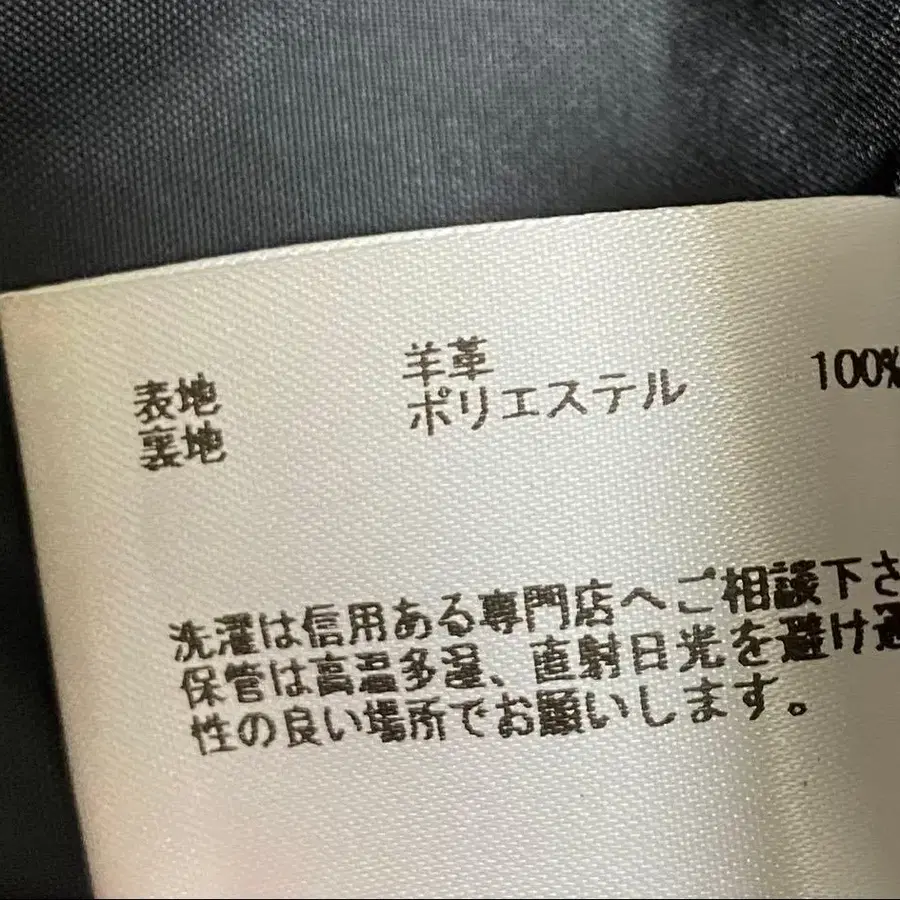 表地 羊革
裏地 ポリエステル 100%
洗濯は信用ある専門店へご相談下さ
保管は高温多湿、直射日光を避け通
性の良い場所でお願いします。